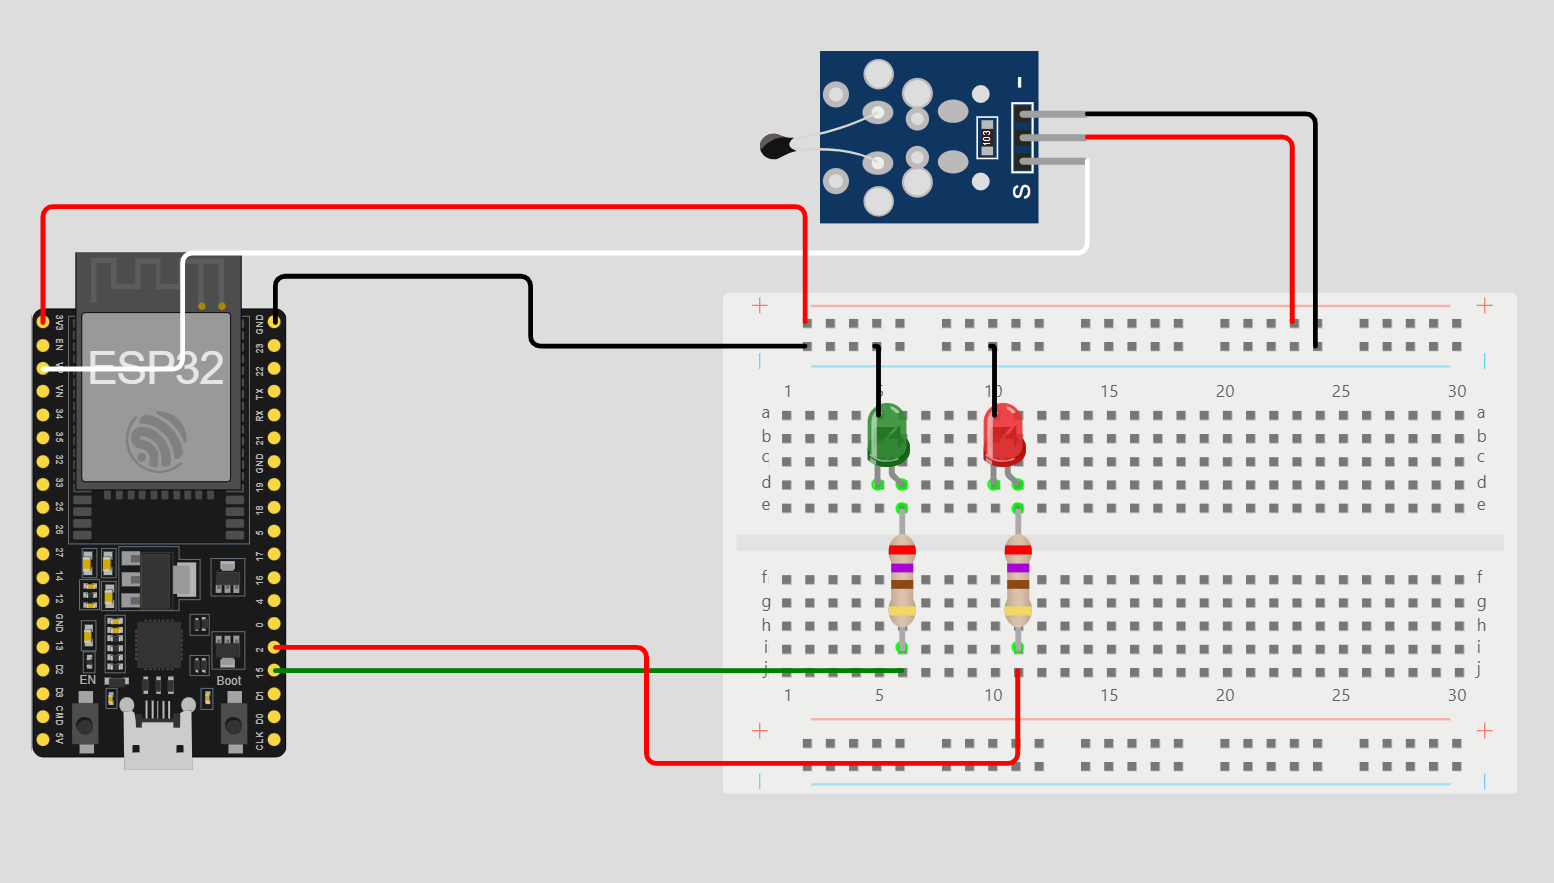 -
103
S
ESP32
3V3
EN
VN
34
35
32
33
25
26
27
14
12
GND
13
D2
D3
CMD
5V
GND
23
22
TX
RX
21
GND
19
18
5
17
16
4
0
2
15
D1
D0
CLK
EN
Boot
+ +
1 5 10 15 20 25 30
a a
b b
c c
d d
e e
f f
g g
h h
i i
j j
1 5 10 15 20 25 30
+ +